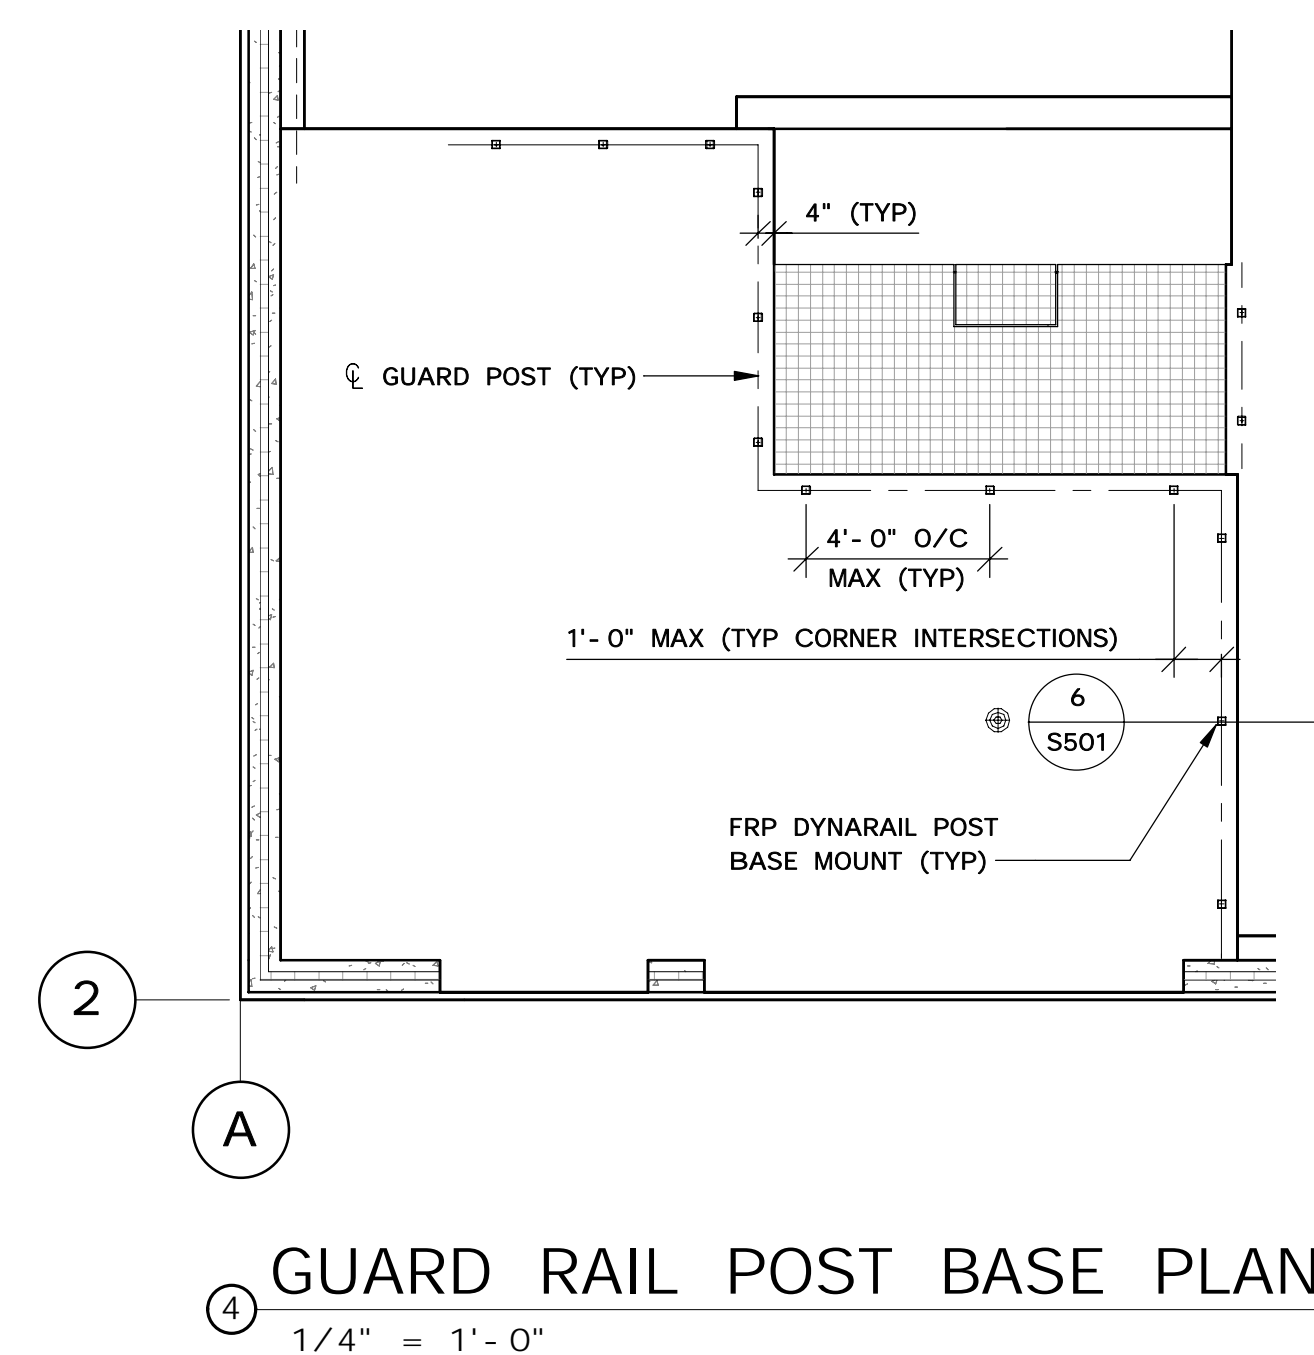 4" (TYP)
℄ GUARD POST (TYP)
4'-0" O/C
MAX (TYP)
1'-0" MAX (TYP CORNER INTERSECTIONS)
6
S501
FRP DYNARAIL POST
BASE MOUNT (TYP)
2
A
GUARD RAIL POST BASE PLAN
4
1/4" = 1'-0"